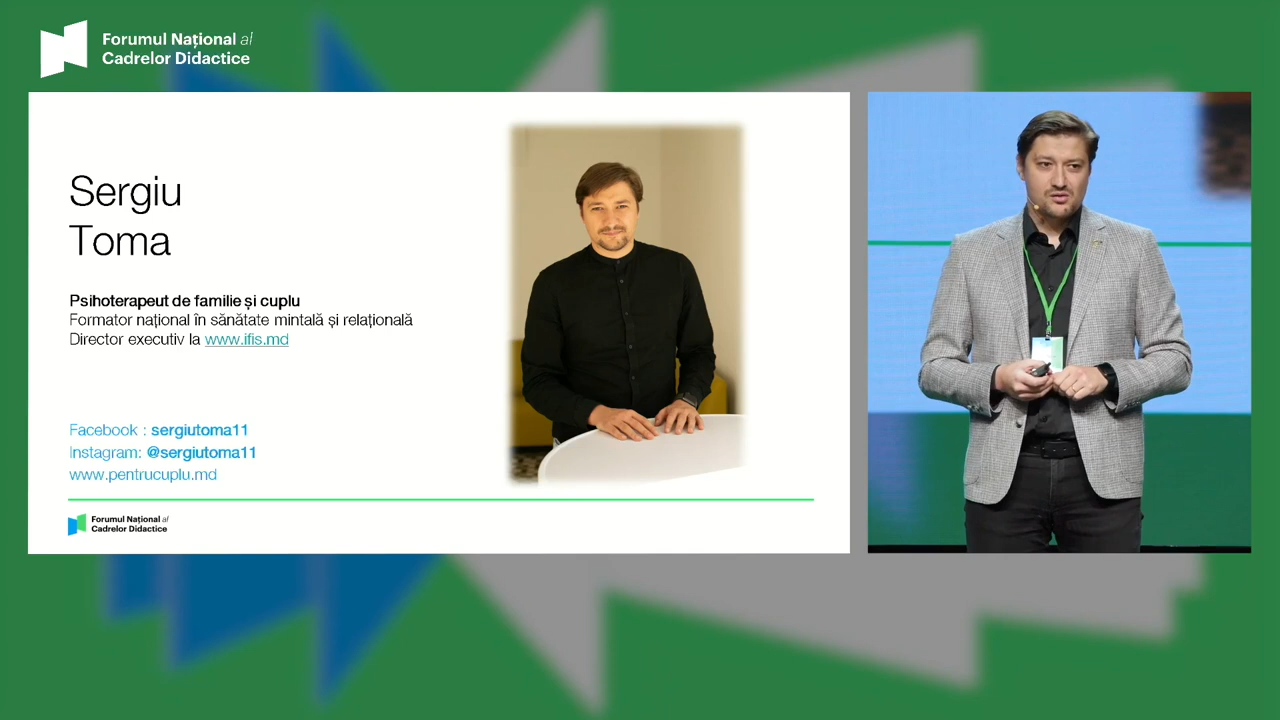 Forumul Național al
Cadrelor Didactice
Sergiu
Toma
Psihoterapeut de familie și cuplu
Formator național în sănătate mintală și relațională
Director executiv la www.ifis.md
Facebook : sergiutoma11
Instagram: @sergiutoma11
www.pentrucuplu.md
Forumul Național al
Cadrelor Didactice